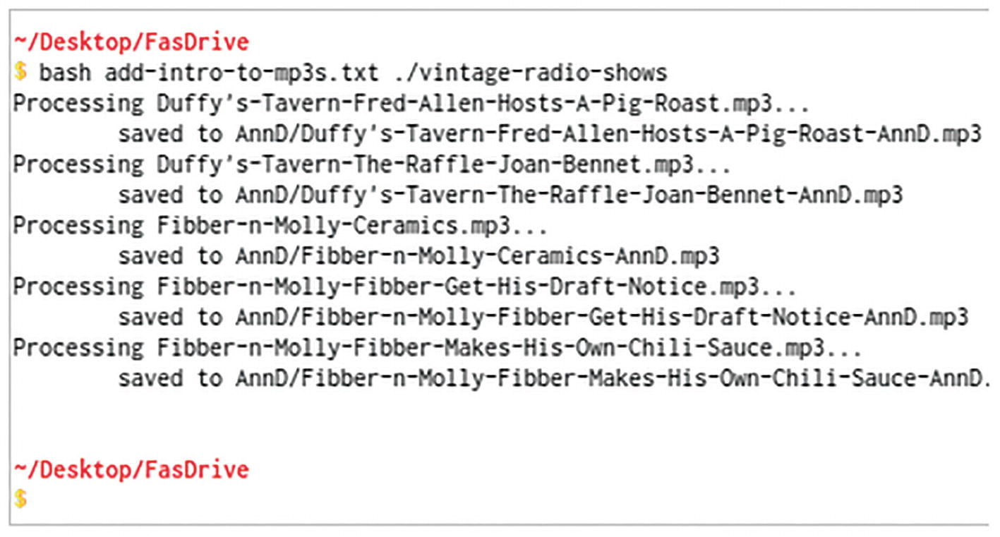 ~/Desktop/FasDrive
$ bash add-intro-to-mp3s.txt ./vintage-radio-shows
Processing Duffy's-Tavern-Fred-Allen-Hosts-A-Pig-Roast.mp3...
saved to AnnD/Duffy's-Tavern-Fred-Allen-Hosts-A-Pig-Roast-AnnD.mp3
Processing Duffy's-Tavern-The-Raffle-Joan-Bennet.mp3...
saved to AnnD/Duffy's-Tavern-The-Raffle-Joan-Bennet-AnnD.mp3
Processing Fibber-n-Molly-Ceramics.mp3...
saved to AnnD/Fibber-n-Molly-Ceramics-AnnD.mp3
Processing Fibber-n-Molly-Fibber-Get-His-Draft-Notice.mp3...
saved to AnnD/Fibber-n-Molly-Fibber-Get-His-Draft-Notice-AnnD.mp3
Processing Fibber-n-Molly-Fibber-Makes-His-Own-Chili-Sauce.mp3...
saved to AnnD/Fibber-n-Molly-Fibber-Makes-His-Own-Chili-Sauce-AnnD.
~/Desktop/FasDrive
$